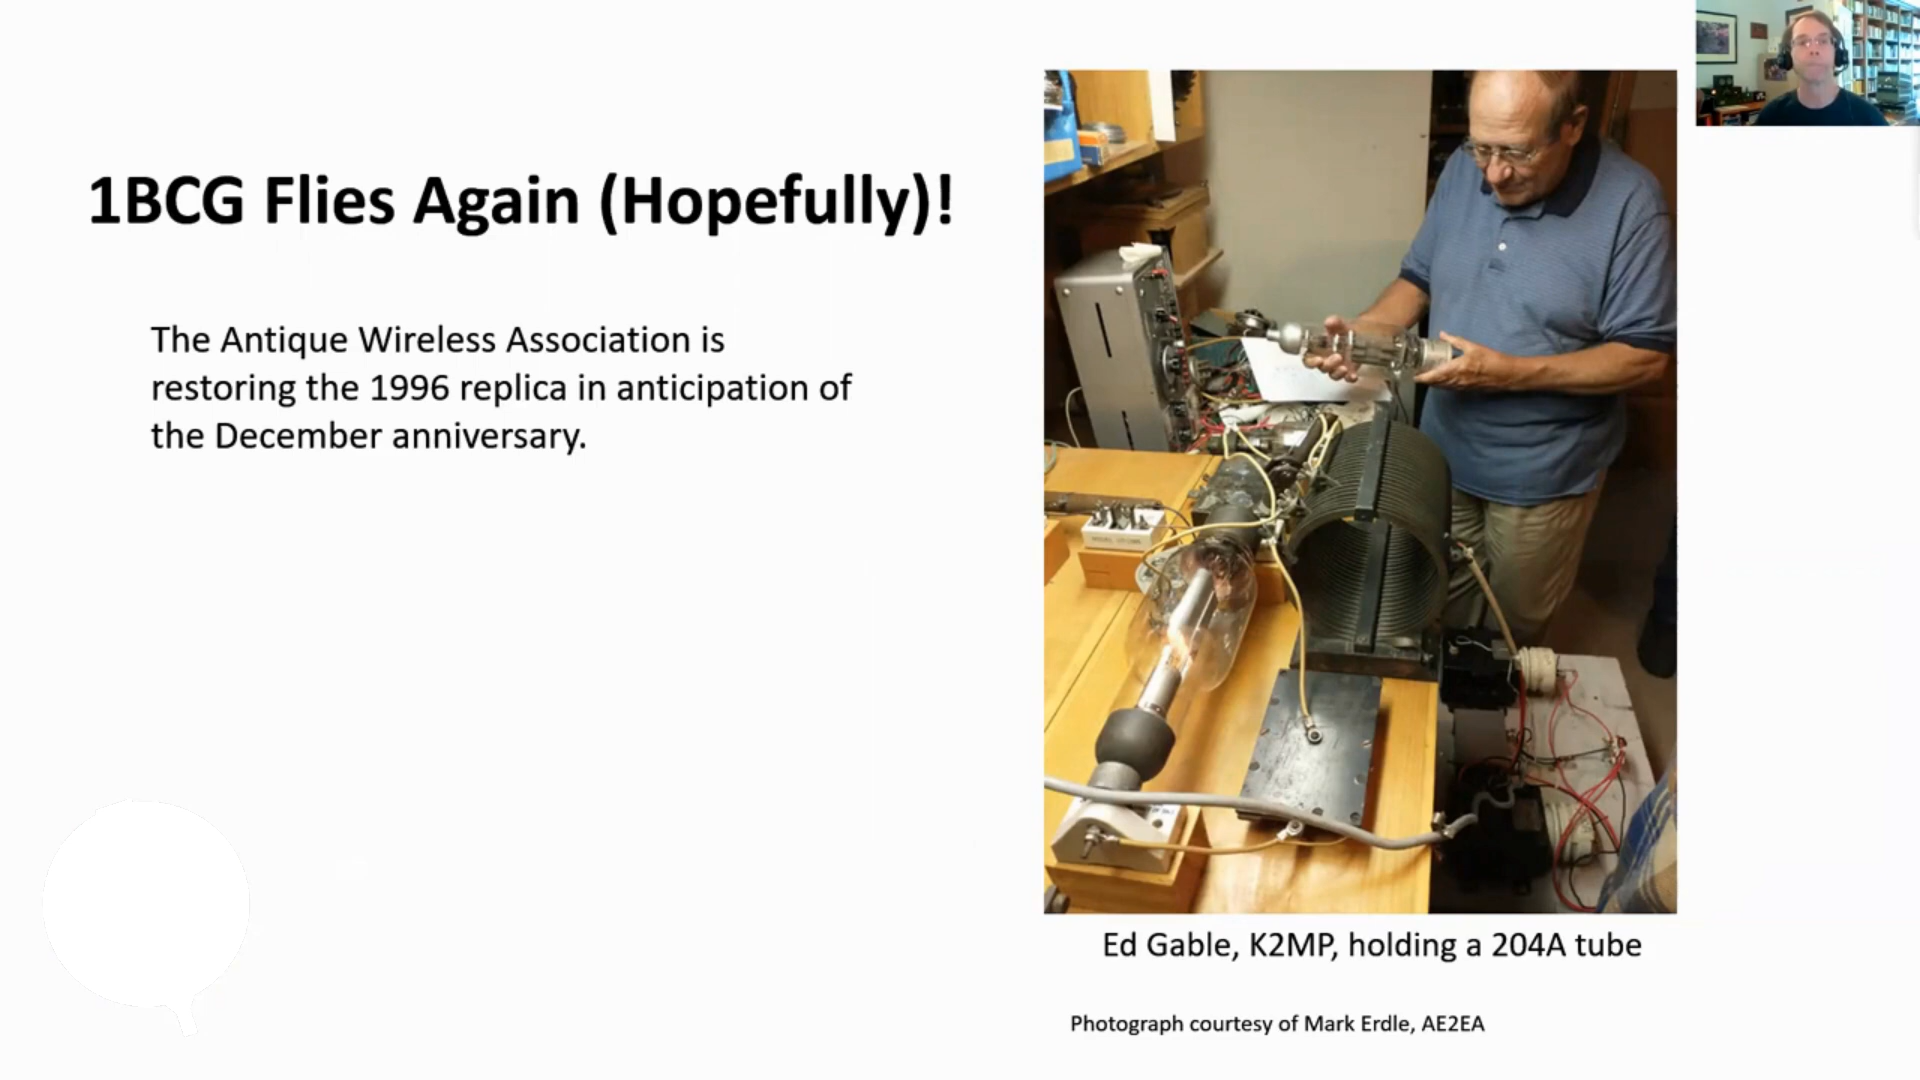 1BCG Flies Again (Hopefully)!
The Antique Wireless Association is
restoring the 1996 replica in anticipation of
the December anniversary.
Ed Gable, K2MP, holding a 204A tube
Photograph courtesy of Mark Erdle, AE2EA